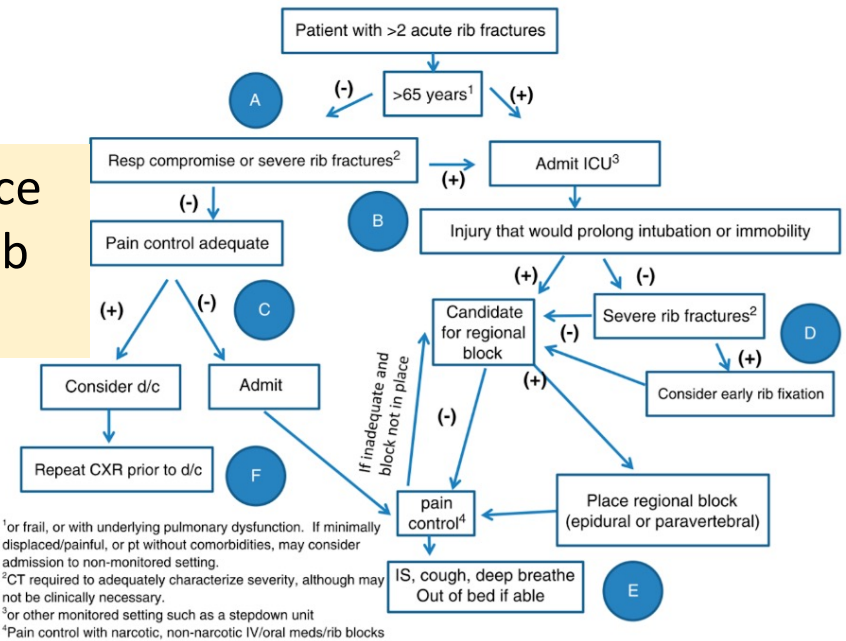 Patient with >2 acute rib fractures
A
(-)
>65 years¹
(+)
ce
b
Resp compromise or severe rib fractures²
(+)
Admit ICU³
(-)
B
Pain control adequate
Injury that would prolong intubation or immobility
(+)
(-)
(+)
(-)
C
Candidate
for regional
block
(-)
Severe rib fractures²
D
(+)
Consider d/c
Admit
If inadequate and
block not in place
(-)
(+)
Consider early rib fixation
Repeat CXR prior to d/c
F
pain
control⁴
Place regional block
(epidural or paravertebral)
IS, cough, deep breathe
Out of bed if able
E
¹or frail, or with underlying pulmonary dysfunction. If minimally
displaced/painful, or pt without comorbidities, may consider
admission to non-monitored setting.
²CT required to adequately characterize severity, although may
not be clinically necessary.
³or other monitored setting such as a stepdown unit
⁴Pain control with narcotic, non-narcotic IV/oral meds/rib blocks